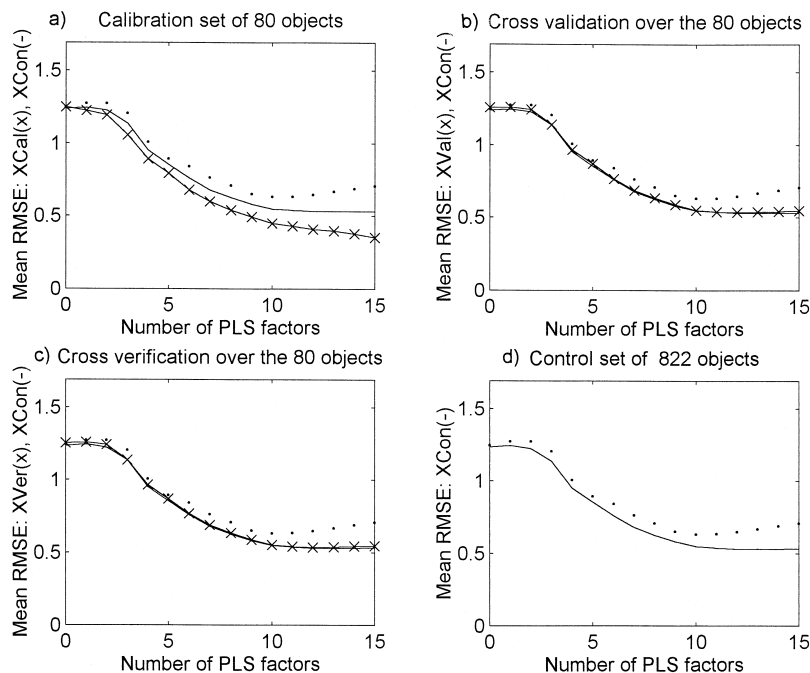 a) Calibration set of 80 objects
Mean RMSE: XCal(x), XCon(-)
1.5
1
0.5
0
0 5 10 15
Number of PLS factors
b) Cross validation over the 80 objects
Mean RMSE: XVal(x), XCon(-)
1.5
1
0.5
0
0 5 10 15
Number of PLS factors
c) Cross verification over the 80 objects
Mean RMSE: XVer(x), XCon(-)
1.5
1
0.5
0
0 5 10 15
Number of PLS factors
d) Control set of 822 objects
Mean RMSE: XCon(-)
1.5
1
0.5
0
0 5 10 15
Number of PLS factors